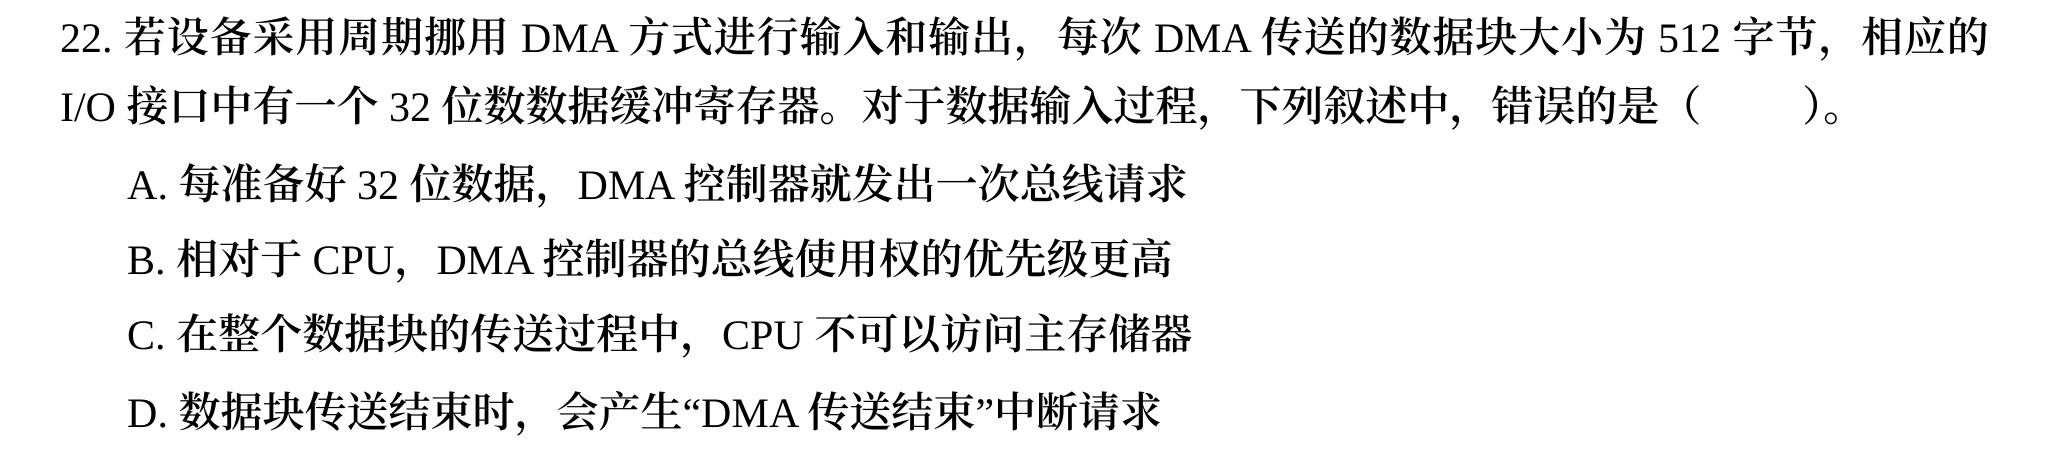 22. 若设备采用周期挪用 DMA 方式进行输入和输出，每次 DMA 传送的数据块大小为 512 字节，相应的
I/O 接口中有一个 32 位数数据缓冲寄存器。对于数据输入过程，下列叙述中，错误的是（　　）。
A. 每准备好 32 位数据，DMA 控制器就发出一次总线请求
B. 相对于 CPU，DMA 控制器的总线使用权的优先级更高
C. 在整个数据块的传送过程中，CPU 不可以访问主存储器
D. 数据块传送结束时，会产生“DMA 传送结束”中断请求